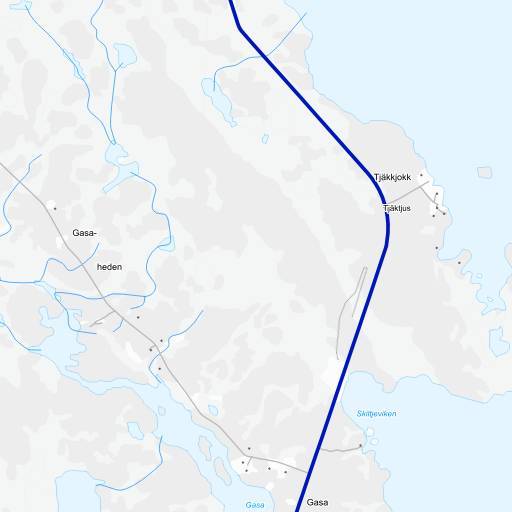 Tjäkkjokk
Tjäktjus
Gasa-
heden
Skiltjeviken
Gasa
Gasa